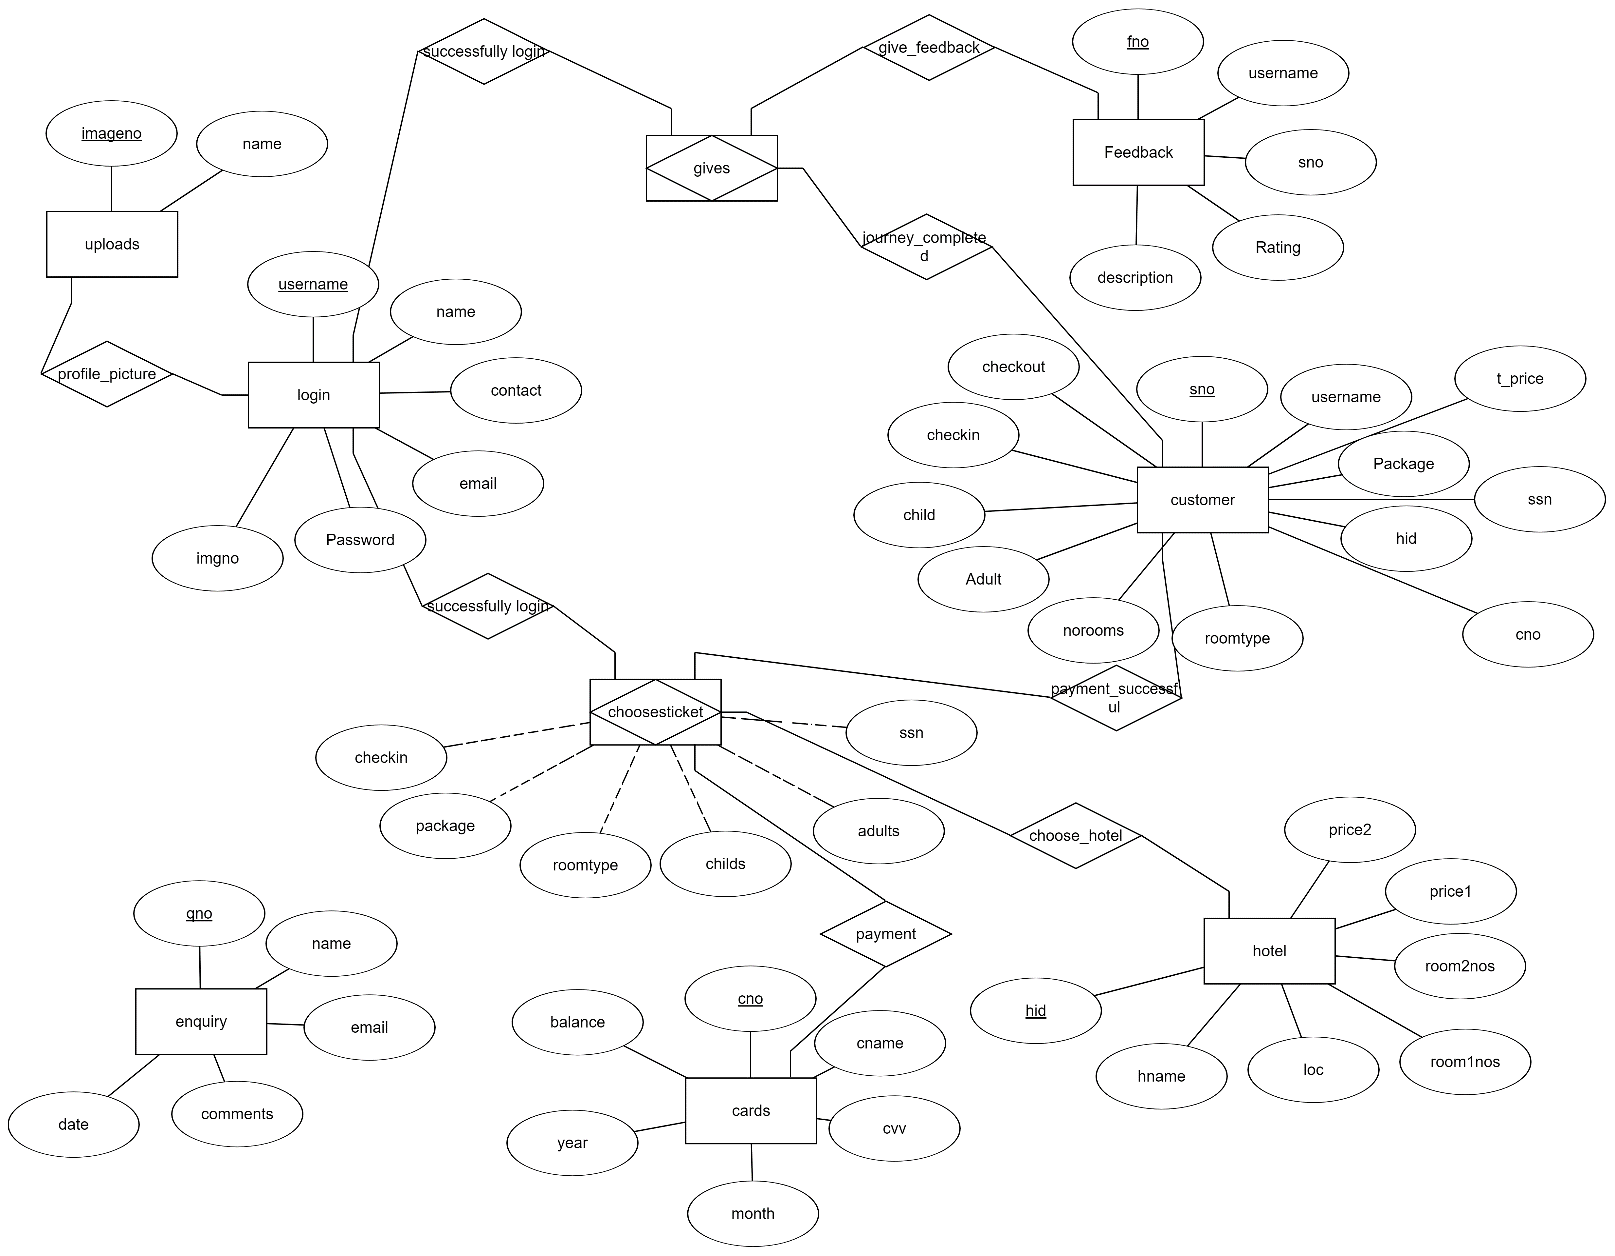 successfully login
give_feedback
fno
username
imageno
name
gives
Feedback
sno
uploads
journey_complete
d
Rating
description
username
name
profile_picture
login
contact
checkout
sno
username
t_price
checkin
Package
email
child
customer
ssn
imgno
Password
hid
Adult
successfully login
norooms
roomtype
cno
payment_successf
ul
choosesticket
ssn
checkin
package
roomtype
childs
adults
choose_hotel
price2
price1
qno
name
payment
hotel
room2nos
enquiry
email
balance
cno
cname
hid
hname
loc
room1nos
date
comments
year
cards
cvv
month